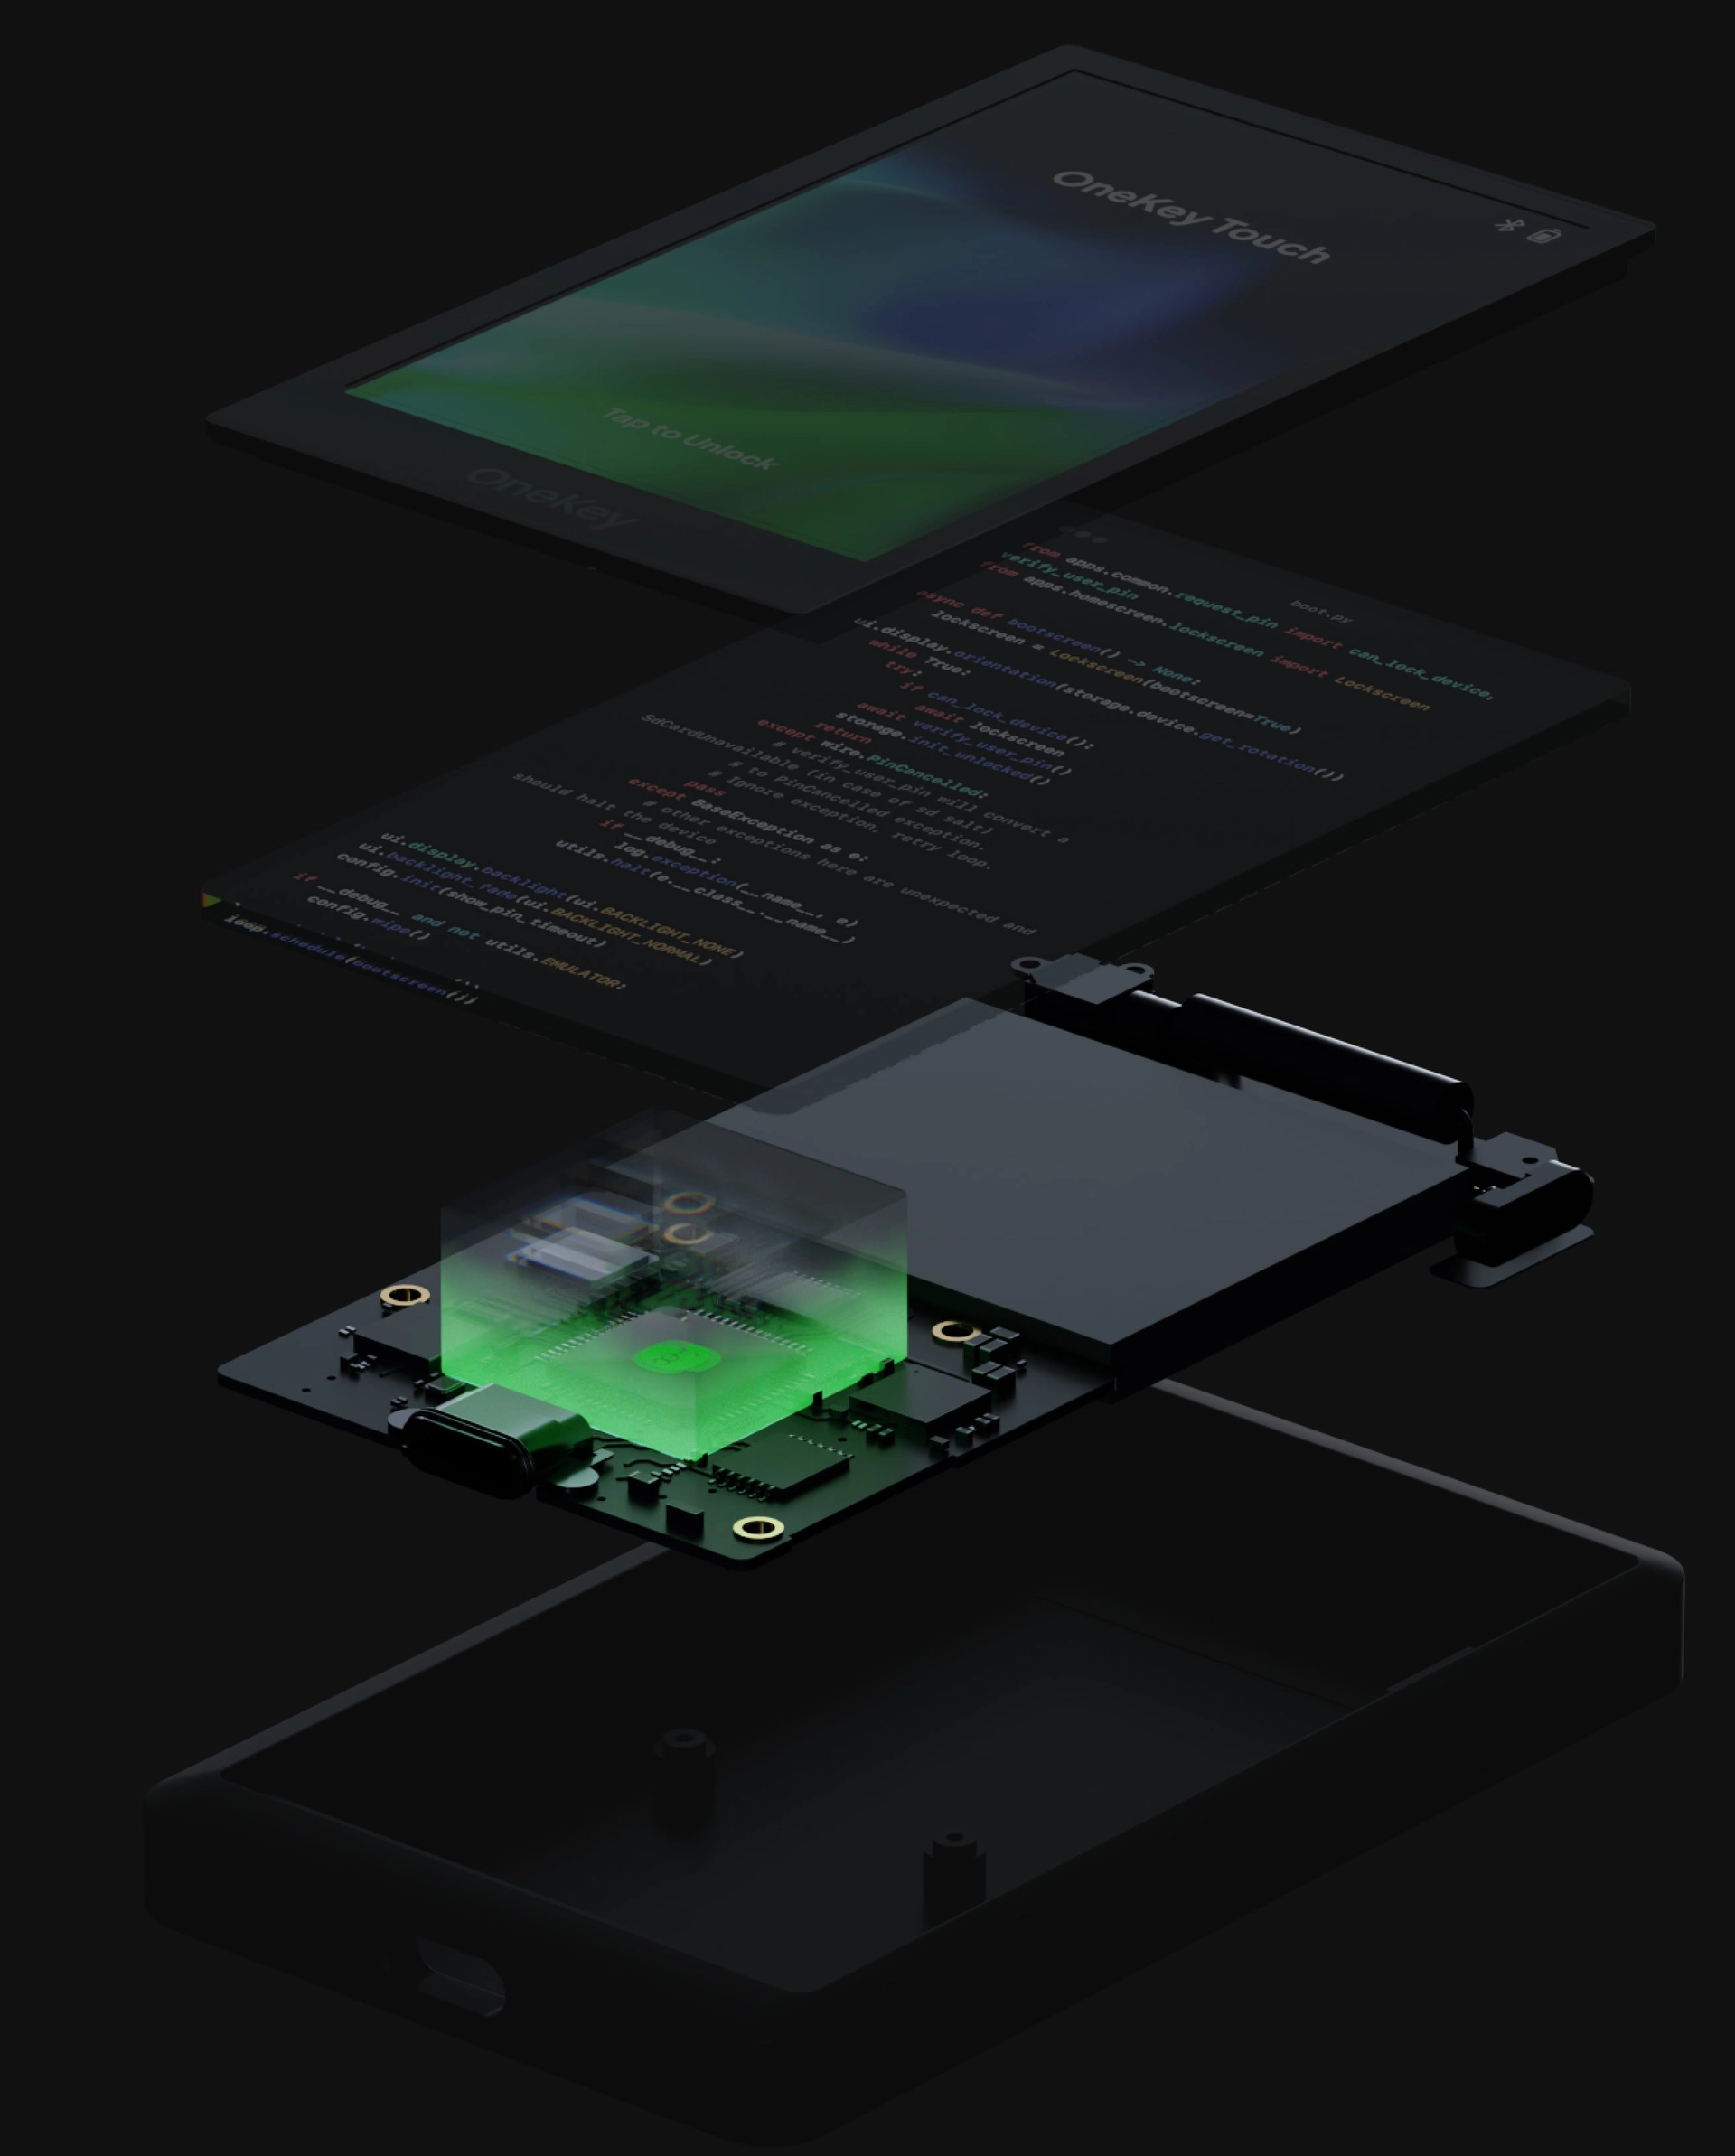 OneKey Touch
Tap to Unlock
OneKey
boot.py
from apps.common.request_pin import can_lock_device,
verify_user_pin
from apps.homescreen.lockscreen import Lockscreen
async def bootscreen() -> None:
lockscreen = Lockscreen(bootscreen=True)
ui.display.orientation(storage.device.get_rotation())
while True:
try:
if can_lock_device():
await lockscreen
await verify_user_pin()
storage.init_unlocked()
return
except wire.PinCancelled:
# verify_user_pin will convert a
SdCardUnavailable (in case of sd salt)
# to PinCancelled exception.
# Ignore exception, retry loop.
pass
except BaseException as e:
# other exceptions here are unexpected and
should halt the device
if __debug__:
log.exception(__name__, e)
utils.halt(e.__class__.__name__)
ui.display.backlight(ui.BACKLIGHT_NONE)
ui.backlight_fade(ui.BACKLIGHT_NORMAL)
config.init(show_pin_timeout)
if __debug__ and not utils.EMULATOR:
config.wipe()
loop.schedule(bootscreen())